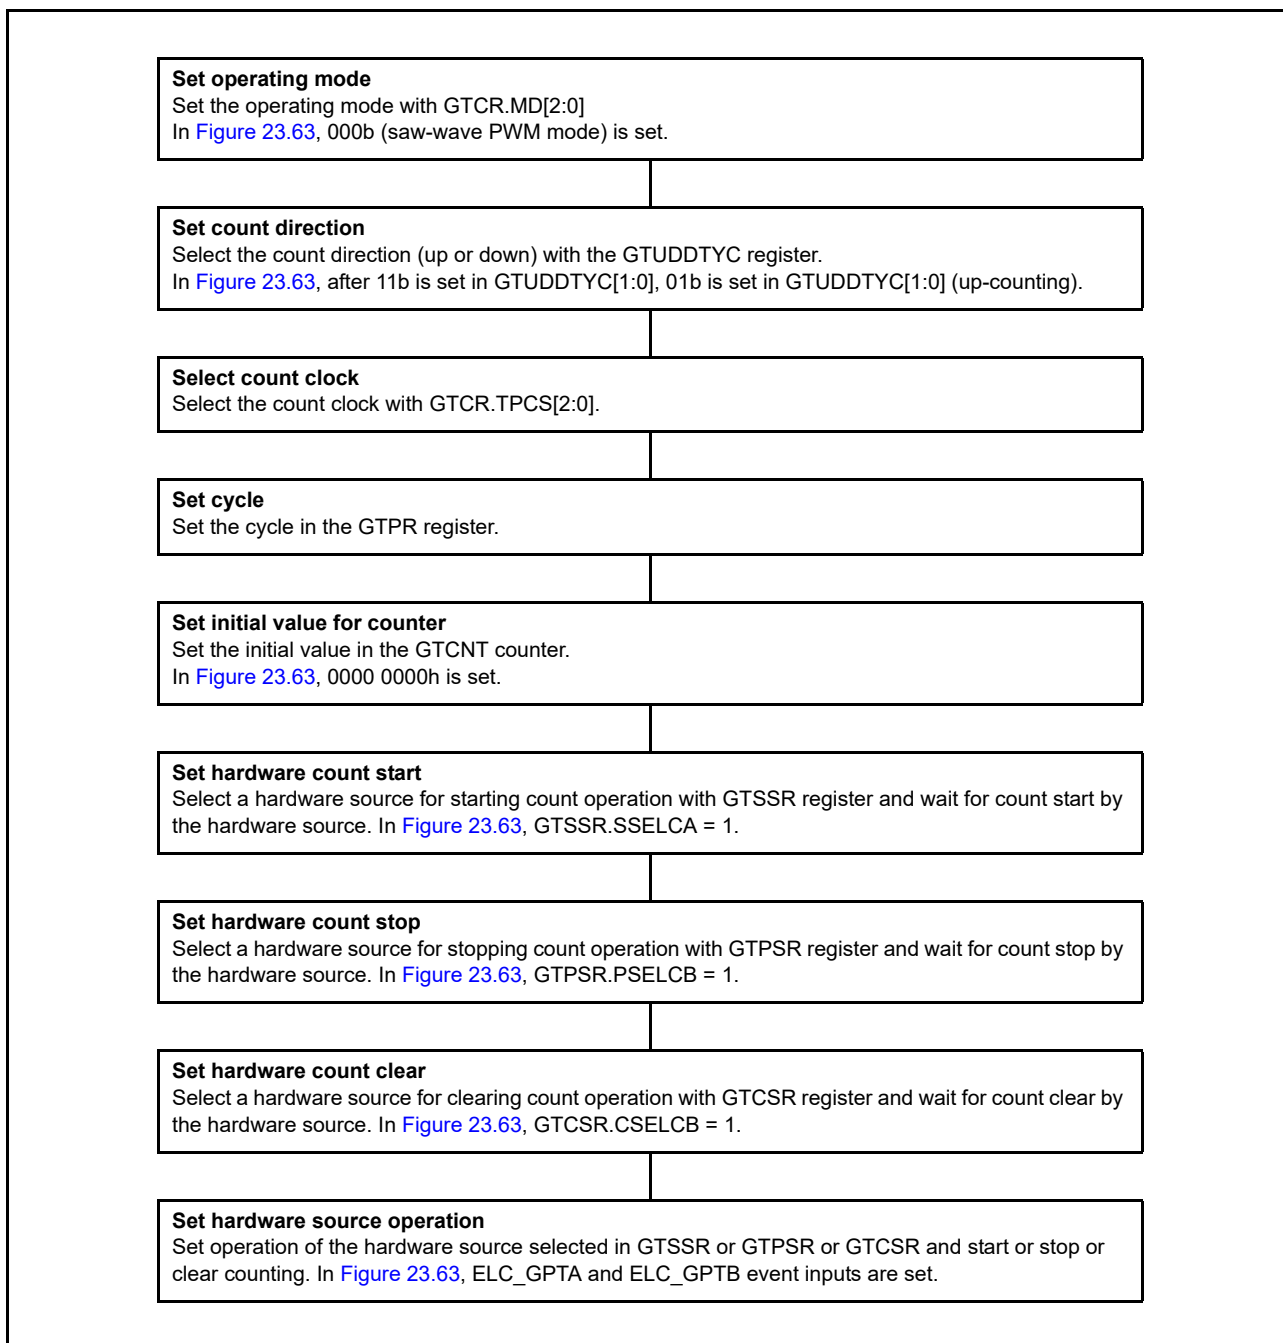 Set operating mode
Set the operating mode with GTCR.MD[2:0]
In Figure 23.63, 000b (saw-wave PWM mode) is set.
Set count direction
Select the count direction (up or down) with the GTUDDTYC register.
In Figure 23.63, after 11b is set in GTUDDTYC[1:0], 01b is set in GTUDDTYC[1:0] (up-counting).
Select count clock
Select the count clock with GTCR.TPCS[2:0].
Set cycle
Set the cycle in the GTPR register.
Set initial value for counter
Set the initial value in the GTCNT counter.
In Figure 23.63, 0000 0000h is set.
Set hardware count start
Select a hardware source for starting count operation with GTSSR register and wait for count start by
the hardware source. In Figure 23.63, GTSSR.SSELCA = 1.
Set hardware count stop
Select a hardware source for stopping count operation with GTPSR register and wait for count stop by
the hardware source. In Figure 23.63, GTPSR.PSELCB = 1.
Set hardware count clear
Select a hardware source for clearing count operation with GTCSR register and wait for count clear by
the hardware source. In Figure 23.63, GTCSR.CSELCB = 1.
Set hardware source operation
Set operation of the hardware source selected in GTSSR or GTPSR or GTCSR and start or stop or
clear counting. In Figure 23.63, ELC_GPTA and ELC_GPTB event inputs are set.